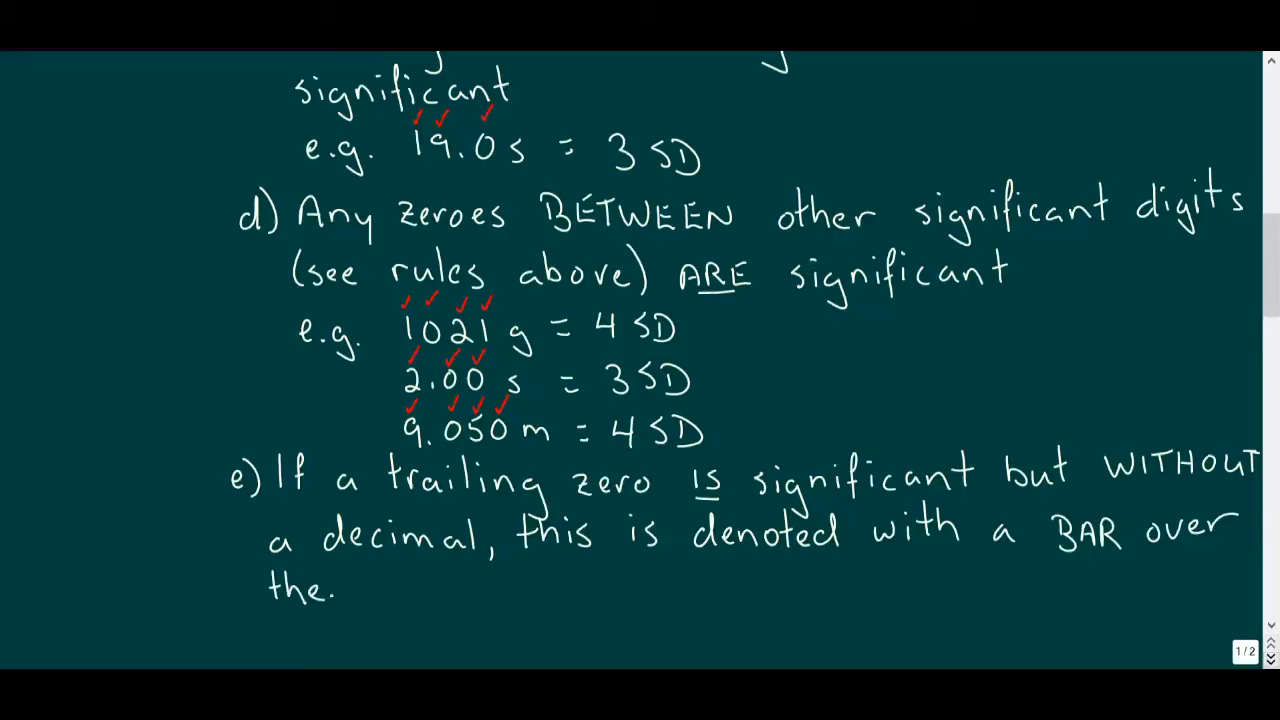 significant
e.g. 19.0 s = 3 SD
d) Any zeroes BETWEEN other significant digits
(see rules above) ARE significant
e.g. 1021 g = 4 SD
2.00 s = 3 SD
9.050 m = 4 SD
e) If a trailing zero is significant but WITHOUT
a decimal, this is denoted with a BAR over
the.
1/2